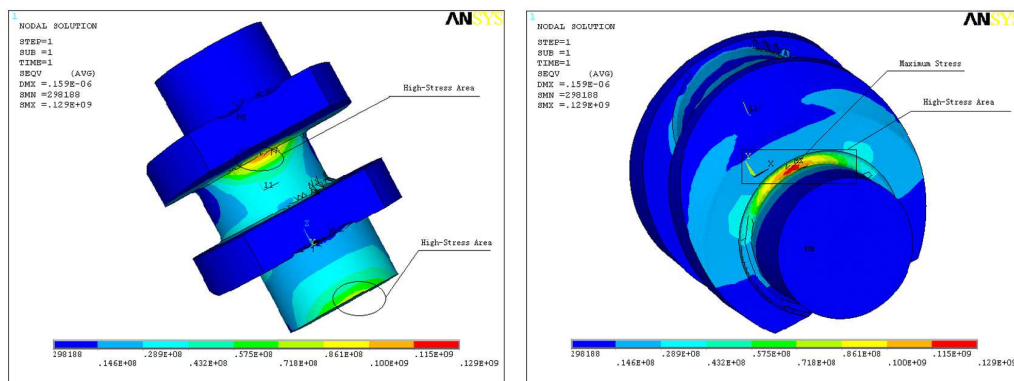 1
ANSYS
NODAL SOLUTION
STEP=1
SUB =1
TIME=1
SEQV (AVG)
DMX =.159E-06
SMN =298188
SMX =.129E+09
High-Stress Area
High-Stress Area
Z
298188 .289E+08 .575E+08 .861E+08 .115E+09
.146E+08 .432E+08 .718E+08 .100E+09 .129E+09
1
ANSYS
NODAL SOLUTION
STEP=1
SUB =1
TIME=1
SEQV (AVG)
DMX =.159E-06
SMN =298188
SMX =.129E+09
Maximum Stress
High-Stress Area
Y
X
MX
298188 .289E+08 .575E+08 .861E+08 .115E+09
.146E+08 .432E+08 .718E+08 .100E+09 .129E+09